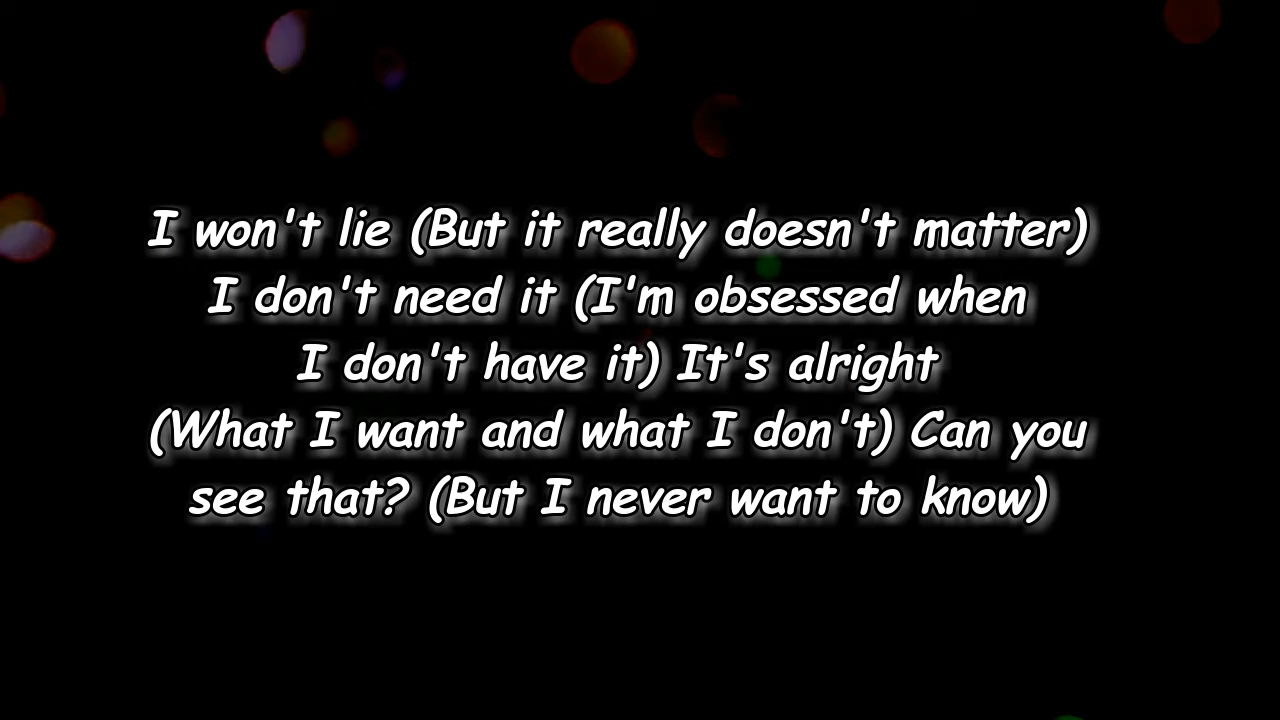 I won't lie (But it really doesn't matter)
I don't need it (I'm obsessed when
I don't have it) It's alright
(What I want and what I don't) Can you
see that? (But I never want to know)